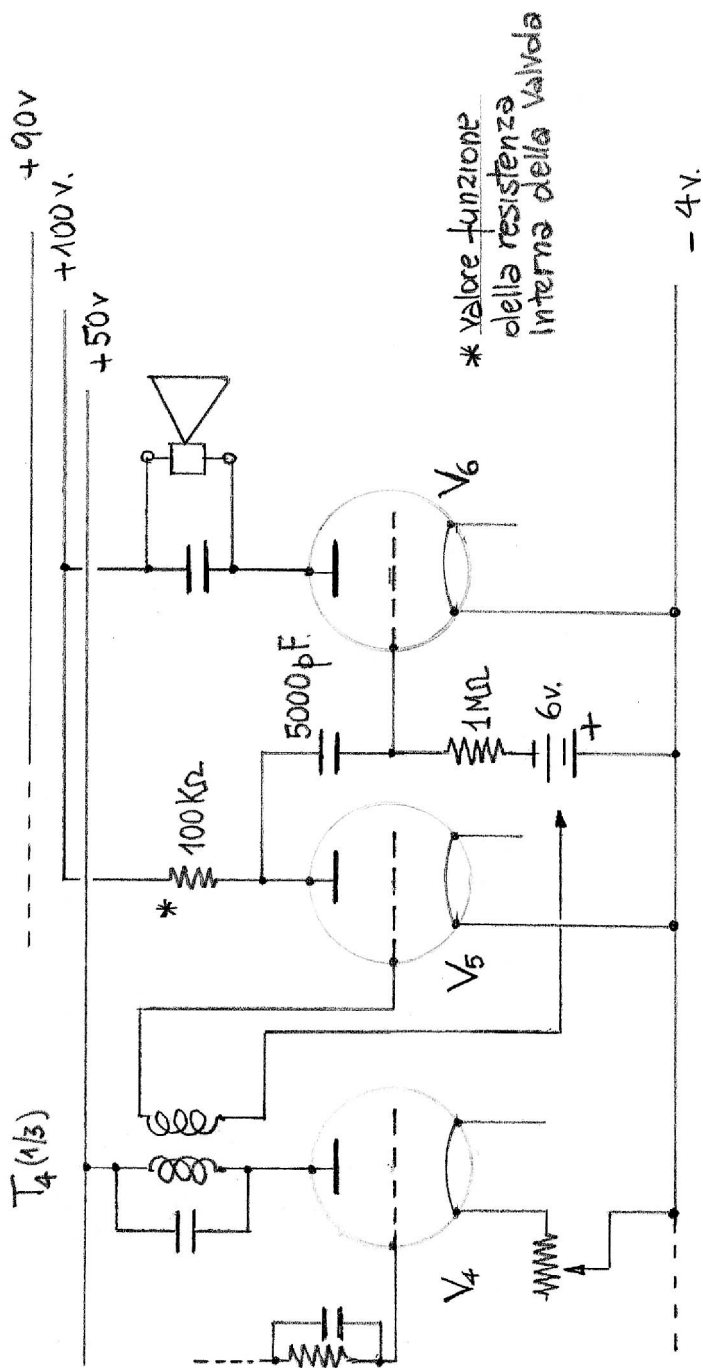 T4 (1/3)
+90v
+100v.
+50v
* 100KΩ
5000pF.
1MΩ
6v.
+
V4
V5
V6
* valore funzione
della resistenza
interna della valvola
- 4v.